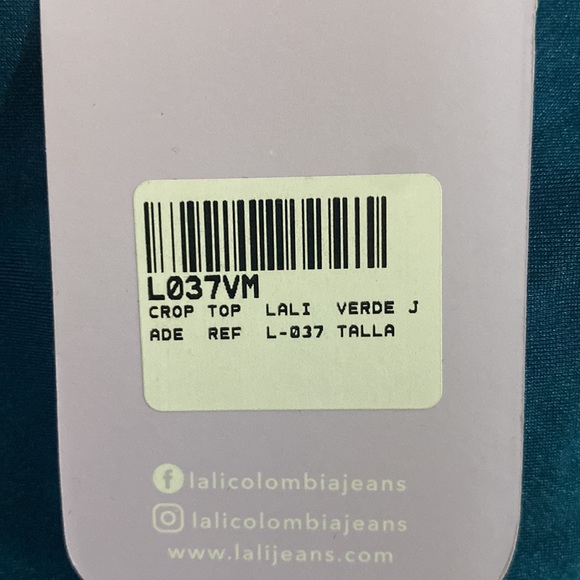 L037VM
CROP TOP LALI VERDE J
ADE REF L-037 TALLA
lalicolombiajeans
lalicolombiajeans
www.lalijeans.com